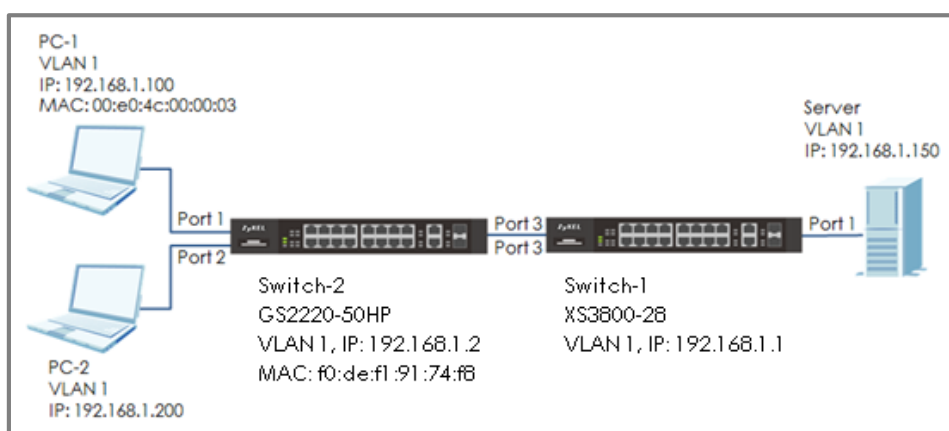 PC-1
VLAN 1
IP: 192.168.1.100
MAC: 00:e0:4c:00:00:03
Server
VLAN 1
IP: 192.168.1.150
Port 1
Port 2
ZyXEL
Port 3
Port 3
ZyXEL
Port 1
Switch-2
GS2220-50HP
VLAN 1, IP: 192.168.1.2
MAC: f0:de:f1:91:74:f8
Switch-1
XS3800-28
VLAN 1, IP: 192.168.1.1
PC-2
VLAN 1
IP: 192.168.1.200